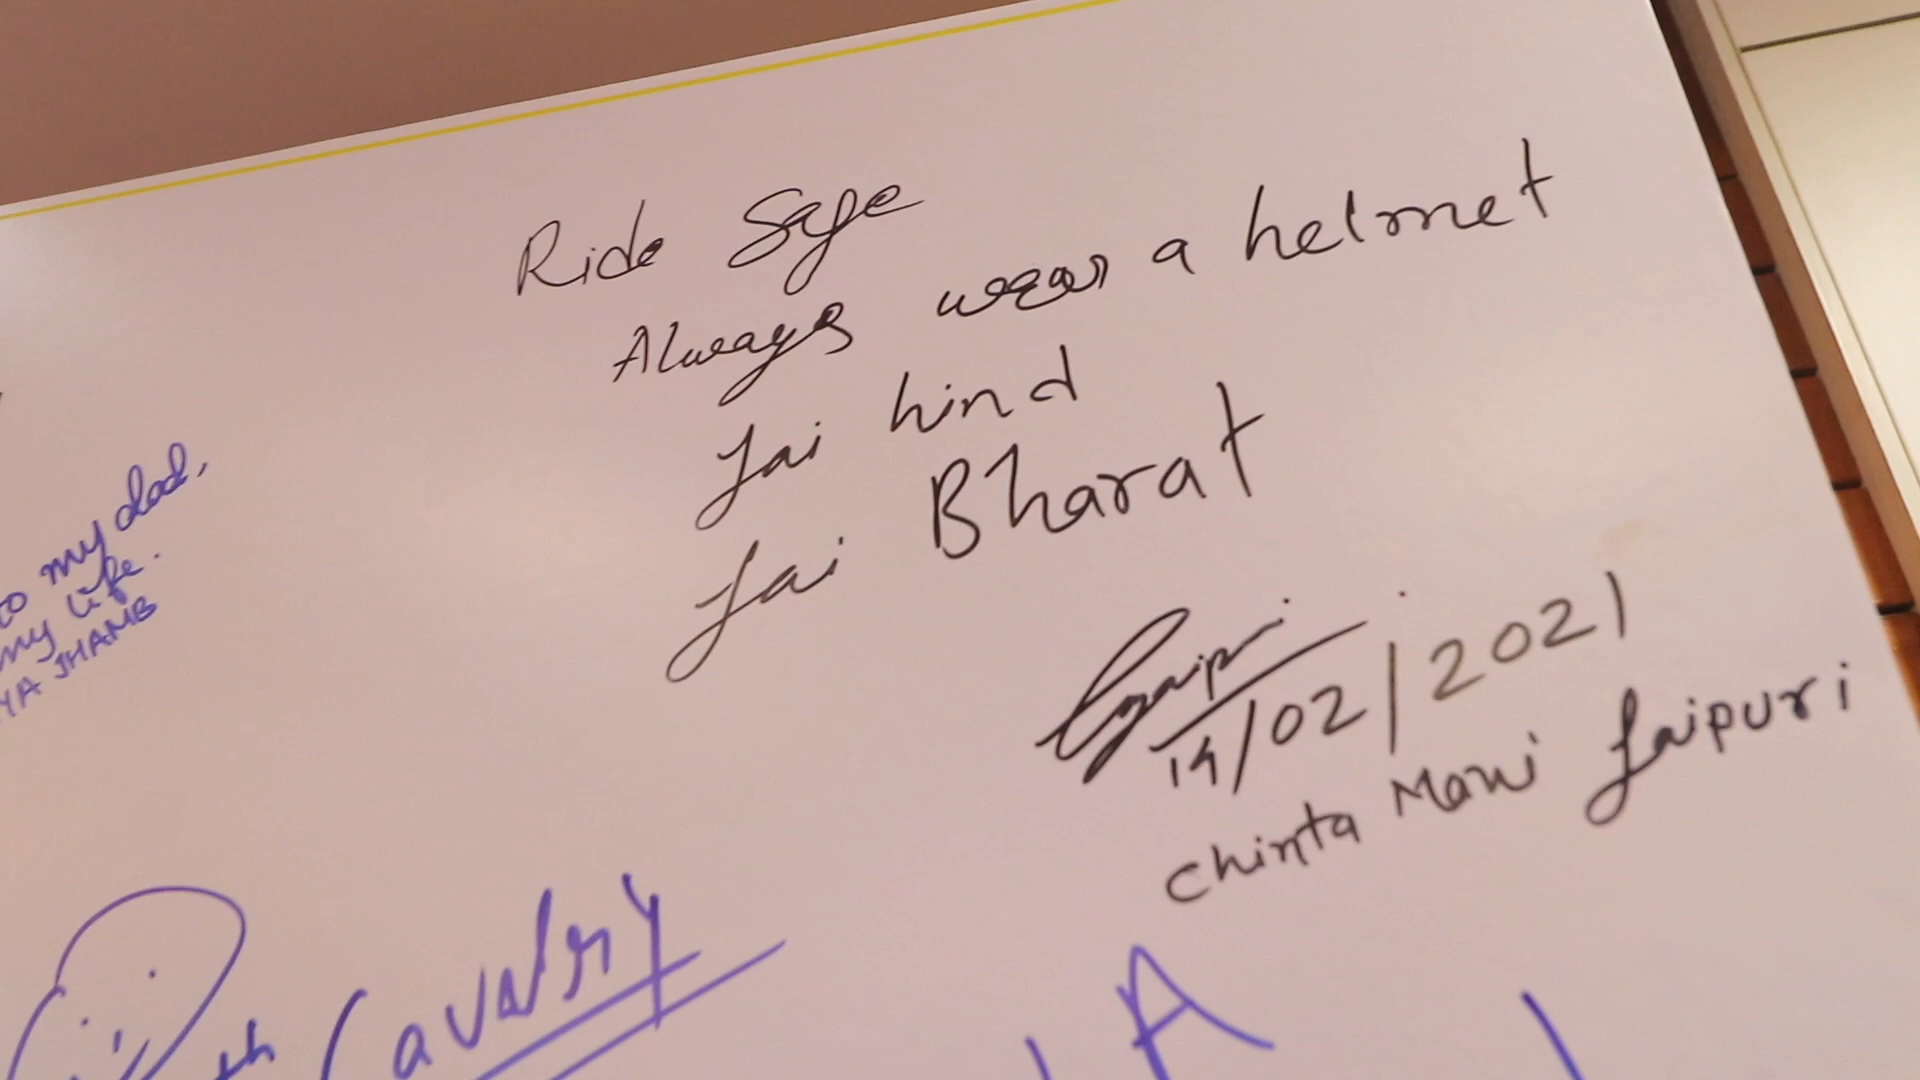 Ride Safe
Always wear a helmet
Jai hind
Jai Bharat
14/02/2021
Chinta Mani Jaipuri
to my dad,
my life.
YA JHAMB
th Cavalry
A